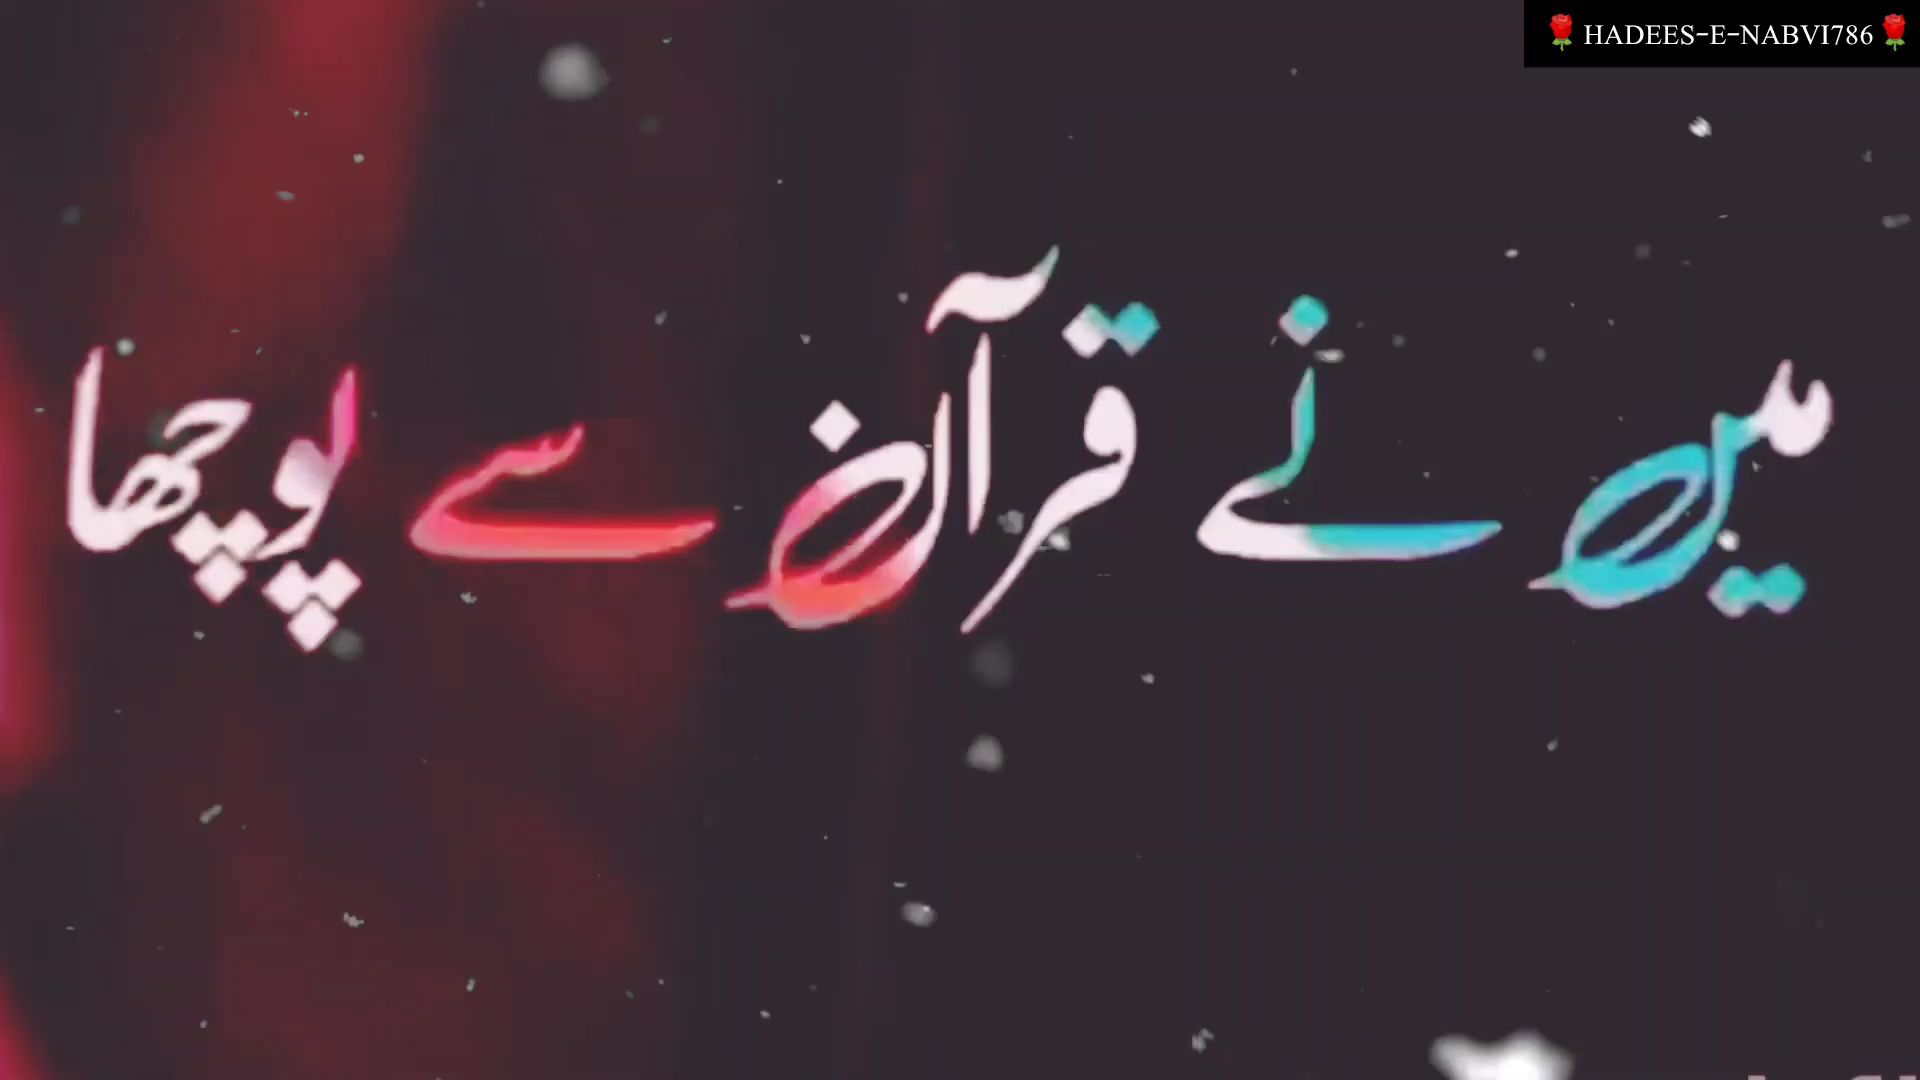 🌹 HADEES-E-NABVI786 🌹
میں نے قرآن سے پوچھا